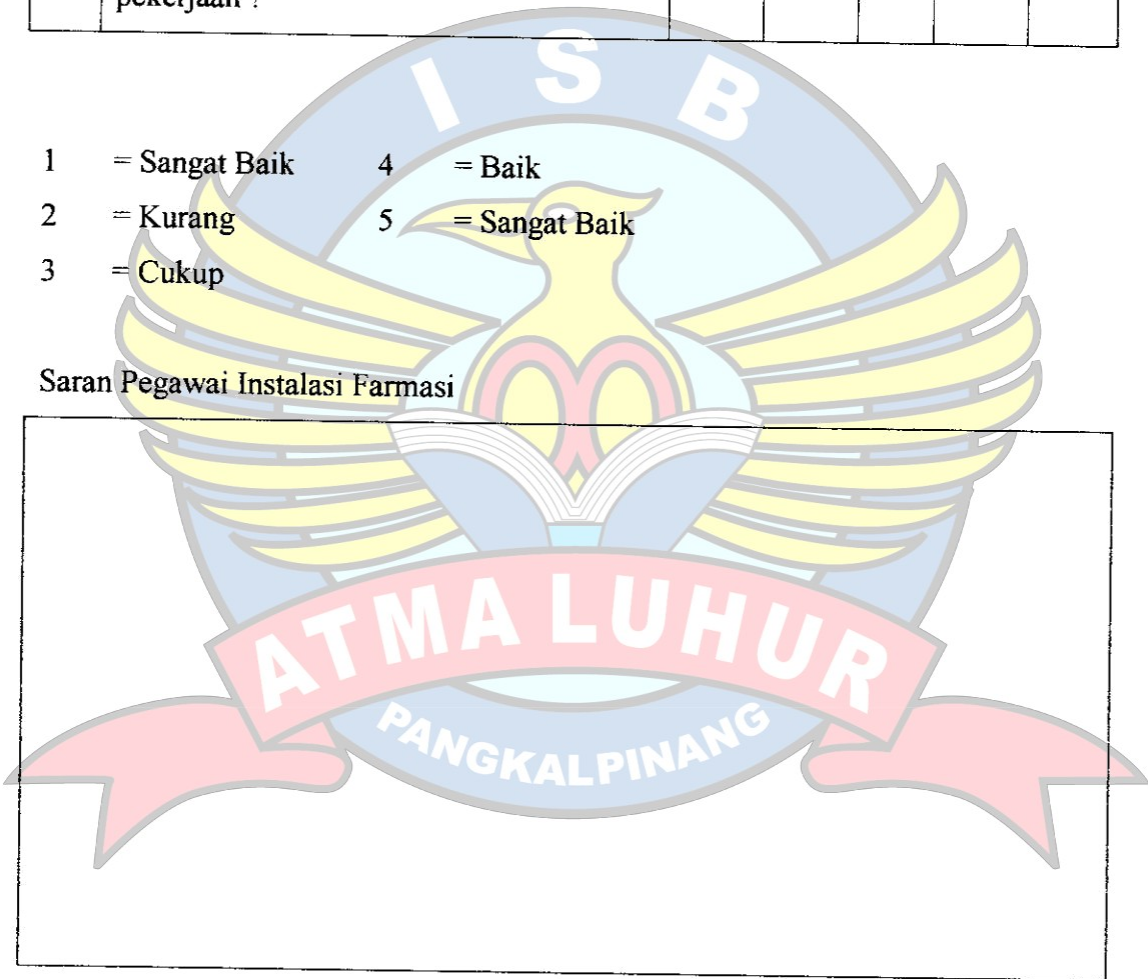 pekerjaan ?
1 = Sangat Baik 4 = Baik
2 = Kurang 5 = Sangat Baik
3 = Cukup
Saran Pegawai Instalasi Farmasi
I S B
ATMA LUHUR
PANGKALPINANG